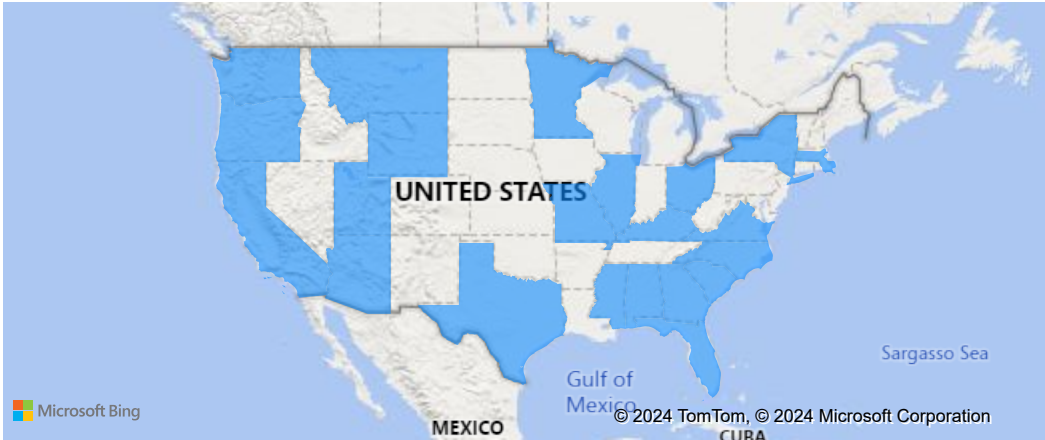 UNITED STATES
Sargasso Sea
Gulf of
Mexico
Microsoft Bing
© 2024 TomTom, © 2024 Microsoft Corporation
MEXICO
CUBA